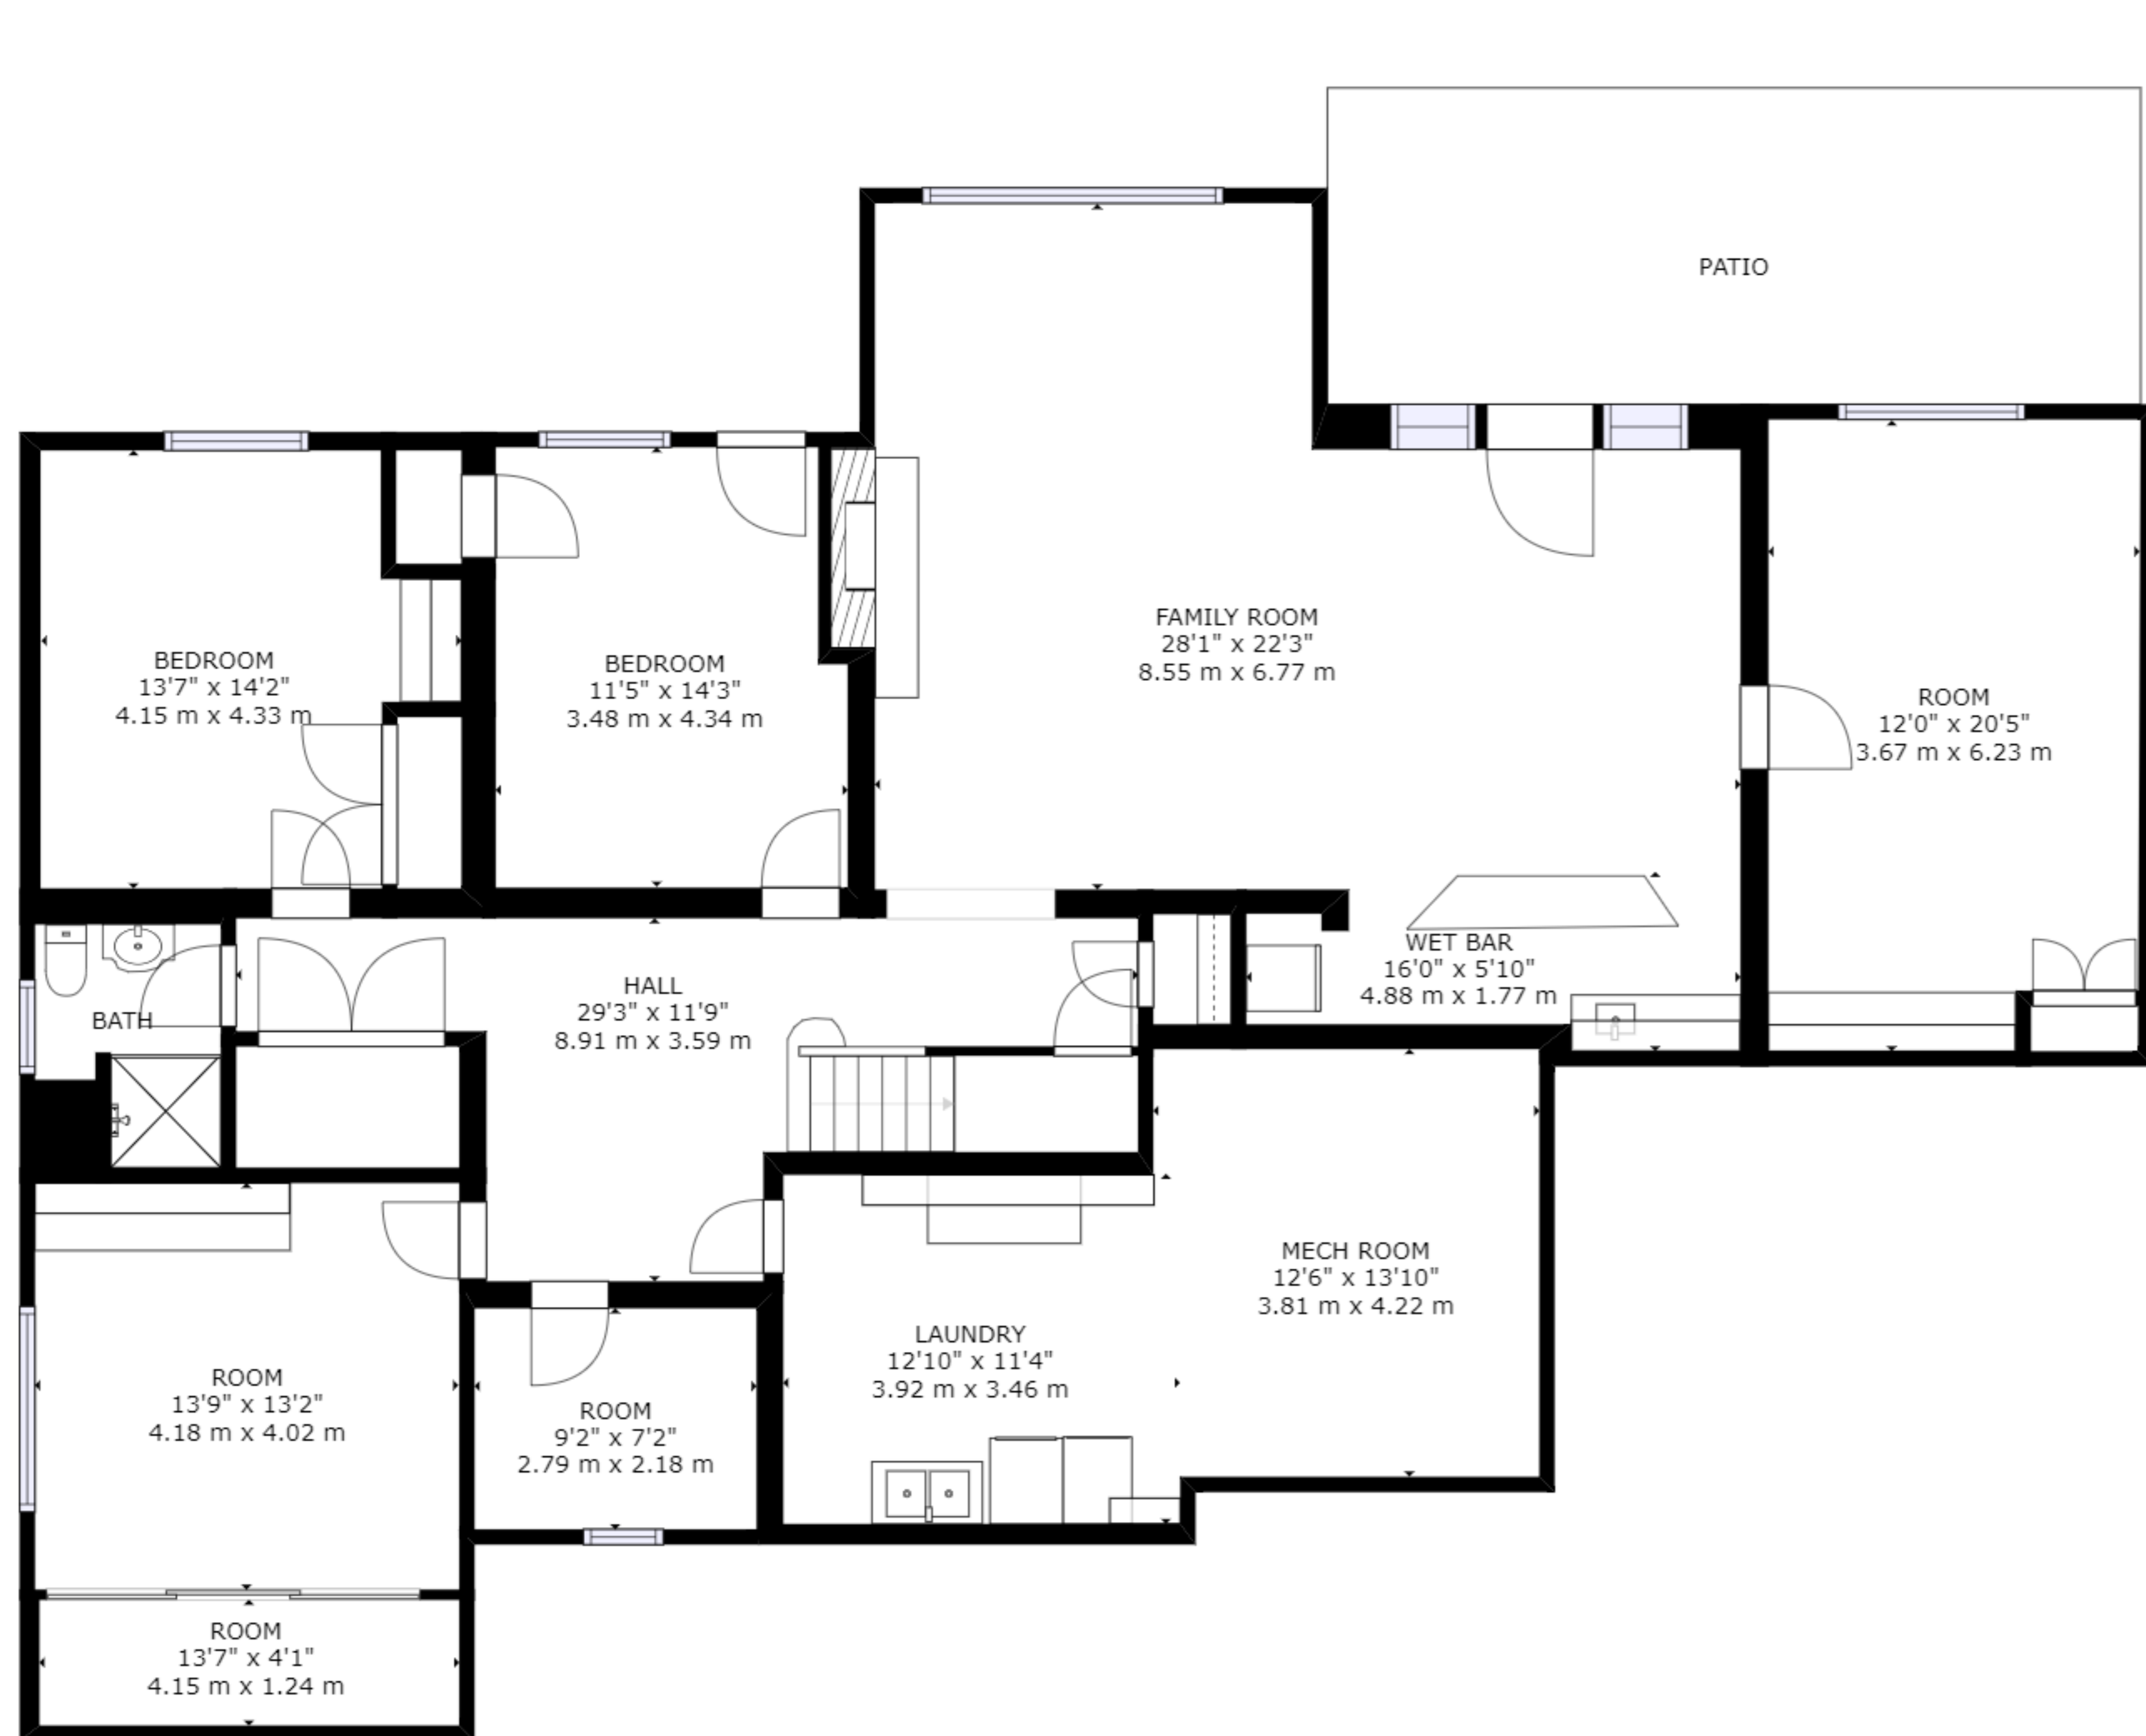 PATIO
FAMILY ROOM
28'1" x 22'3"
8.55 m x 6.77 m
BEDROOM
13'7" x 14'2"
4.15 m x 4.33 m
BEDROOM
11'5" x 14'3"
3.48 m x 4.34 m
ROOM
12'0" x 20'5"
3.67 m x 6.23 m
WET BAR
16'0" x 5'10"
4.88 m x 1.77 m
HALL
29'3" x 11'9"
8.91 m x 3.59 m
BATH
MECH ROOM
12'6" x 13'10"
3.81 m x 4.22 m
LAUNDRY
12'10" x 11'4"
3.92 m x 3.46 m
ROOM
13'9" x 13'2"
4.18 m x 4.02 m
ROOM
9'2" x 7'2"
2.79 m x 2.18 m
ROOM
13'7" x 4'1"
4.15 m x 1.24 m